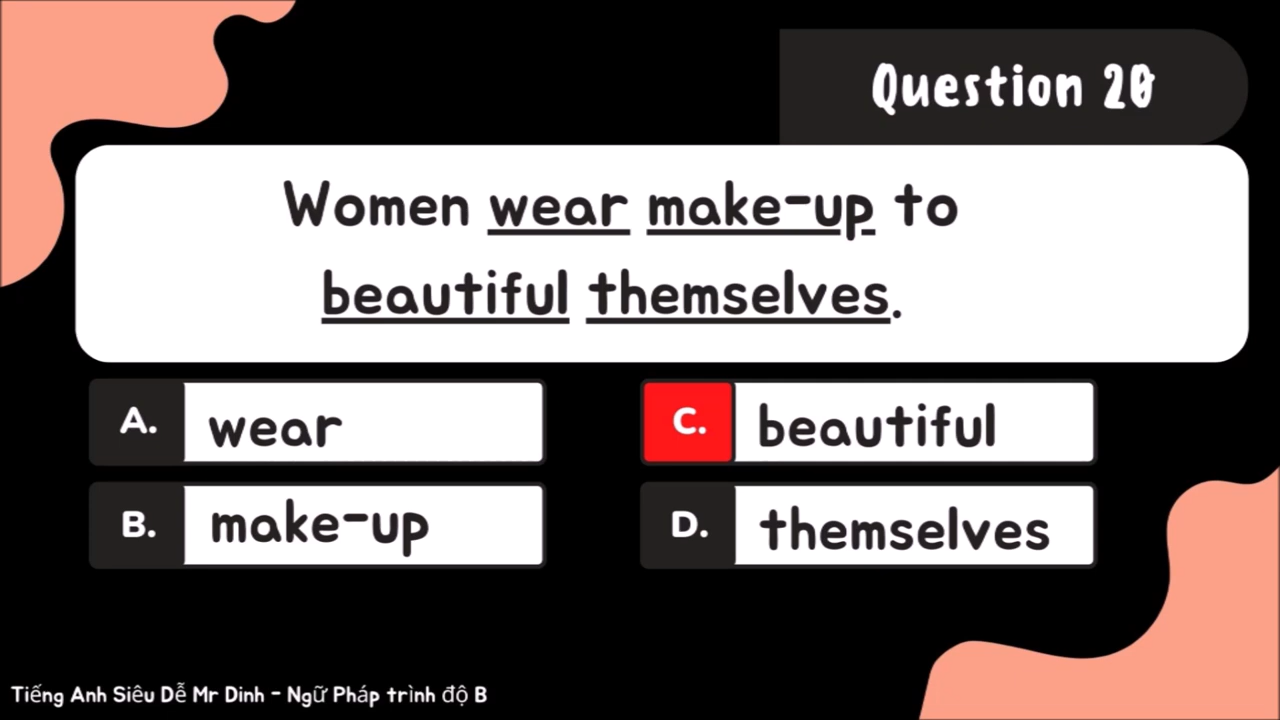 Question 20
Women wear make-up to
beautiful themselves.
A. wear
B. make-up
C. beautiful
D. themselves
Tiếng Anh Siêu Dễ Mr Dinh - Ngữ Pháp trình độ B